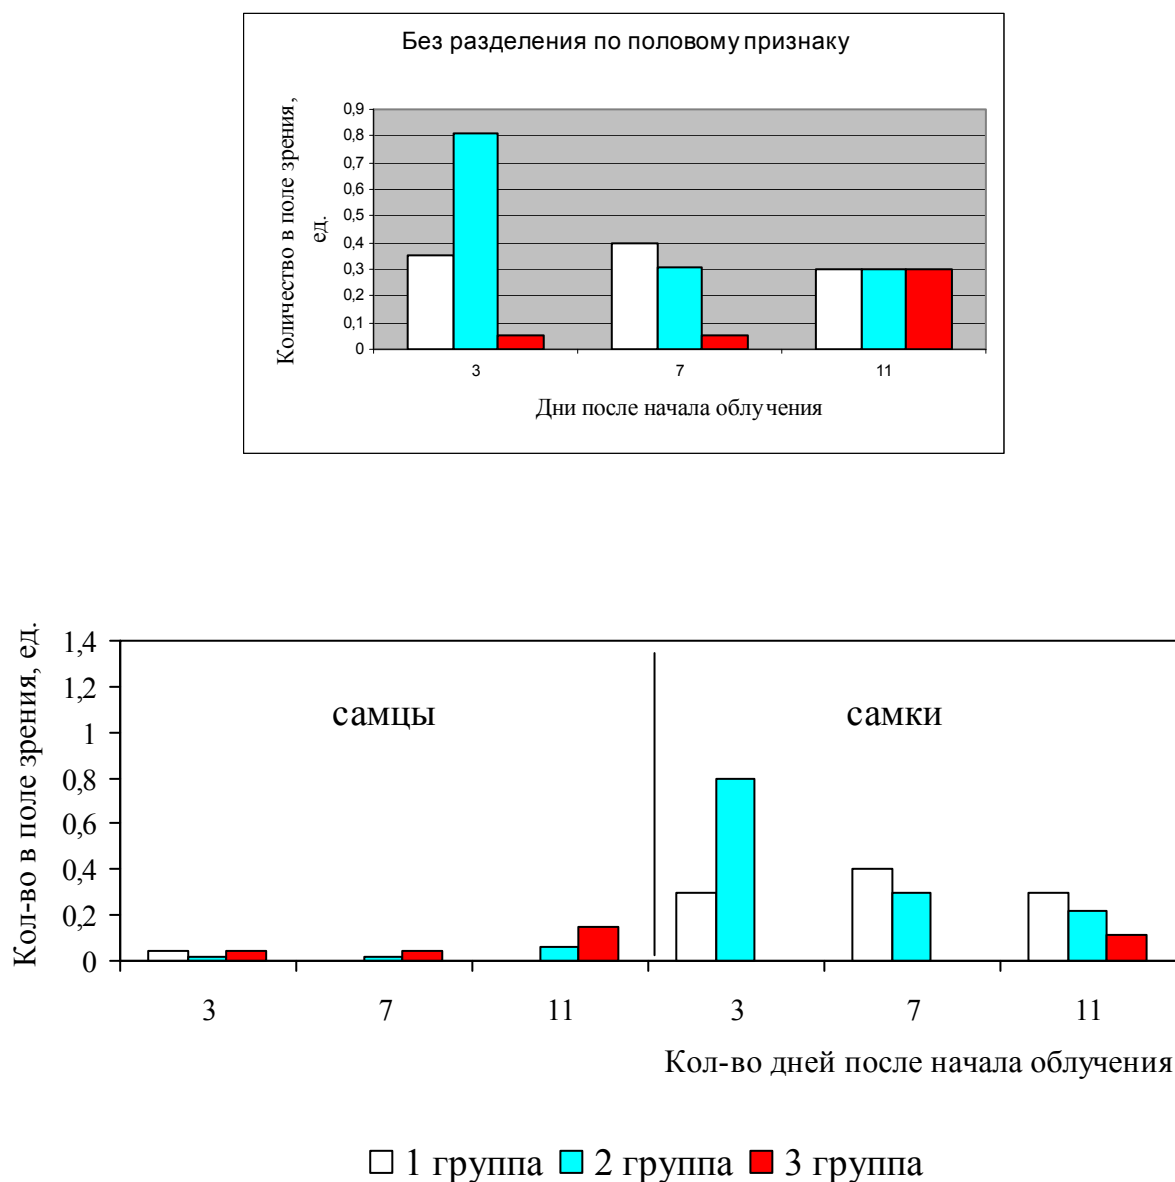 Без разделения по половому признаку
Количество в поле зрения,
ед.
0,9
0,8
0,7
0,6
0,5
0,4
0,3
0,2
0,1
0
3 7 11
Дни после начала облучения
Кол-во в поле зрения, ед.
1,4
1,2
1
0,8
0,6
0,4
0,2
0
самцы самки
3 7 11 3 7 11
Кол-во дней после начала облучения
1 группа 2 группа 3 группа